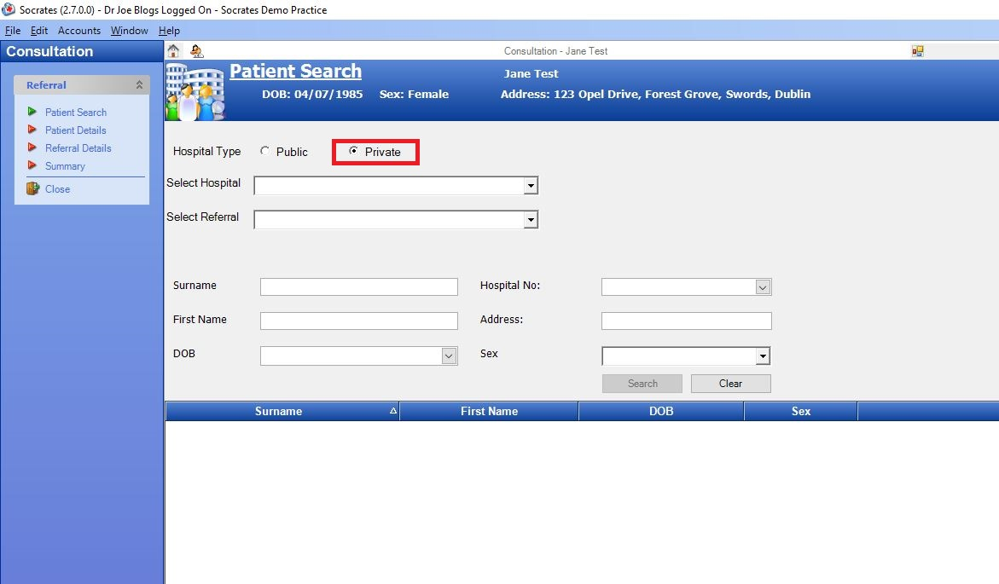 Socrates (2.7.0.0) - Dr Joe Blogs Logged On - Socrates Demo Practice
File Edit Accounts Window Help
Consultation
Consultation - Jane Test
Referral
Patient Search
Patient Details
Referral Details
Summary
Close
Patient Search Jane Test
DOB: 04/07/1985 Sex: Female Address: 123 Opel Drive, Forest Grove, Swords, Dublin
Hospital Type Public Private
Select Hospital
Select Referral
Surname Hospital No:
First Name Address:
DOB Sex
Search Clear
Surname First Name DOB Sex